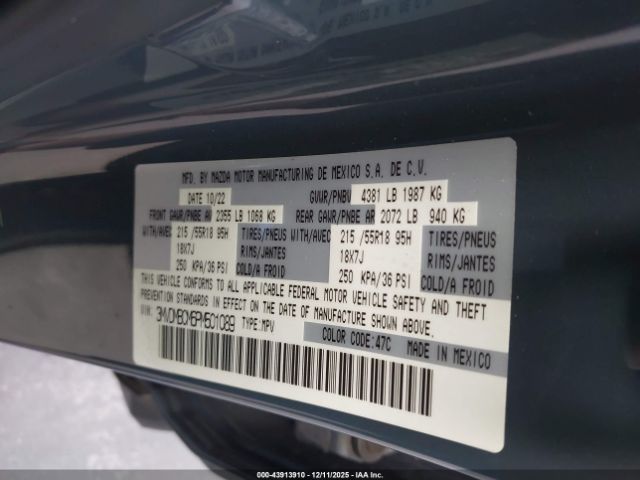 MFD. BY MAZDA MOTOR MANUFACTURING DE MEXICO S.A. DE C.V.
DATE 10/22 GVWR/PNBV 4381 LB 1987 KG
FRONT GAWR/PNBE AV 2355 LB 1068 KG REAR GAWR/PNBE AR 2072 LB 940 KG
WITH/AVEC 215 /55R18 95H TIRES/PNEUS WITH/AVEC 215 /55R18 95H TIRES/PNEUS
18X7J RIMS/JANTES 18X7J RIMS/JANTES
250 KPA/36 PSI COLD/A FROID 250 KPA/36 PSI COLD/A FROID
THIS VEHICLE CONFORMS TO ALL APPLICABLE FEDERAL MOTOR VEHICLE SAFETY AND THEFT
PREVENTION STANDARDS IN EFFECT ON THE DATE OF MANUFACTURE SHOWN ABOVE.
TYPE: MPV
COLOR CODE: 47C MADE IN MEXICO
000-43913910 - 12/11/2025 - IAA Inc.